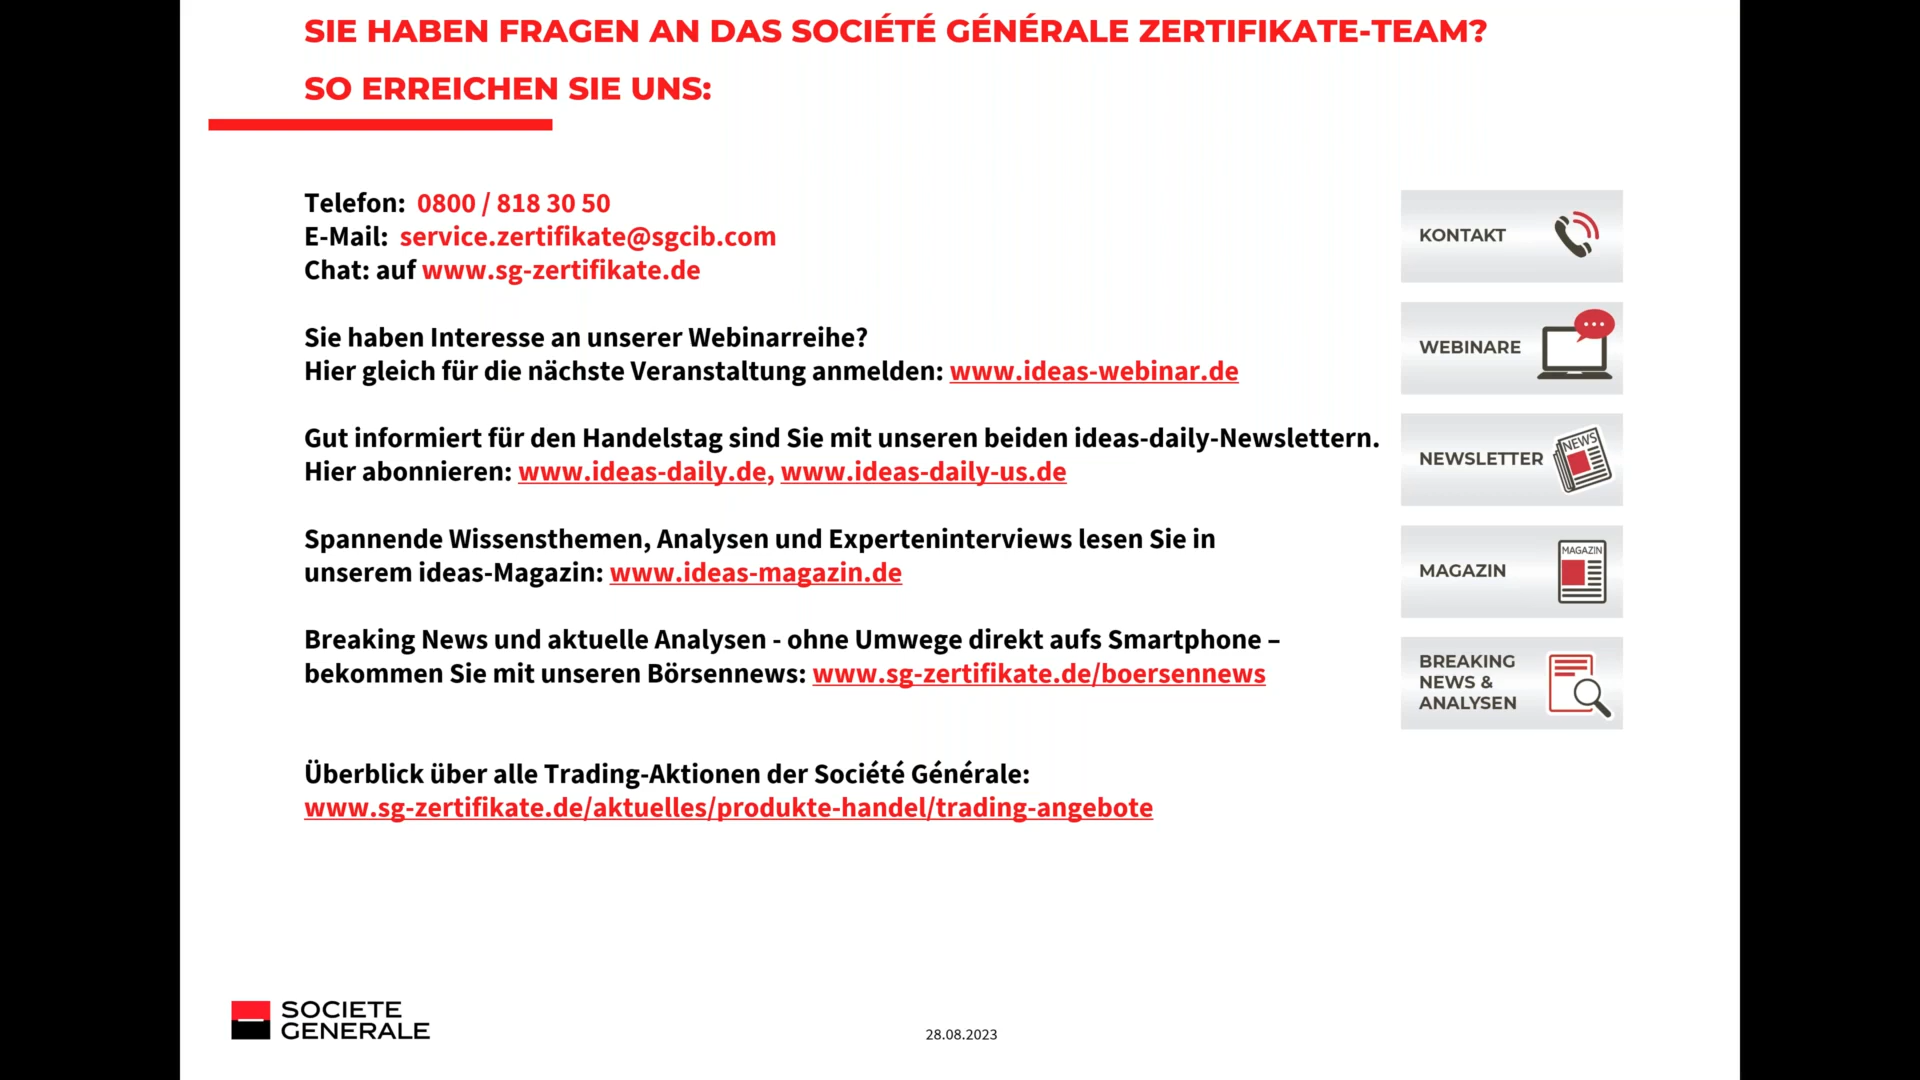 SIE HABEN FRAGEN AN DAS SOCIÉTÉ GÉNÉRALE ZERTIFIKATE-TEAM?
SO ERREICHEN SIE UNS:
Telefon: 0800 / 818 30 50
E-Mail: service.zertifikate@sgcib.com
Chat: auf www.sg-zertifikate.de
Sie haben Interesse an unserer Webinarreihe?
Hier gleich für die nächste Veranstaltung anmelden: www.ideas-webinar.de
Gut informiert für den Handelstag sind Sie mit unseren beiden ideas-daily-Newslettern.
Hier abonnieren: www.ideas-daily.de, www.ideas-daily-us.de
Spannende Wissensthemen, Analysen und Experteninterviews lesen Sie in
unserem ideas-Magazin: www.ideas-magazin.de
Breaking News und aktuelle Analysen - ohne Umwege direkt aufs Smartphone –
bekommen Sie mit unseren Börsennews: www.sg-zertifikate.de/boersennews
Überblick über alle Trading-Aktionen der Société Générale:
www.sg-zertifikate.de/aktuelles/produkte-handel/trading-angebote
KONTAKT
WEBINARE
NEWSLETTER
NEWS
MAGAZIN
MAGAZIN
BREAKING
NEWS &
ANALYSEN
SOCIETE
GENERALE
28.08.2023